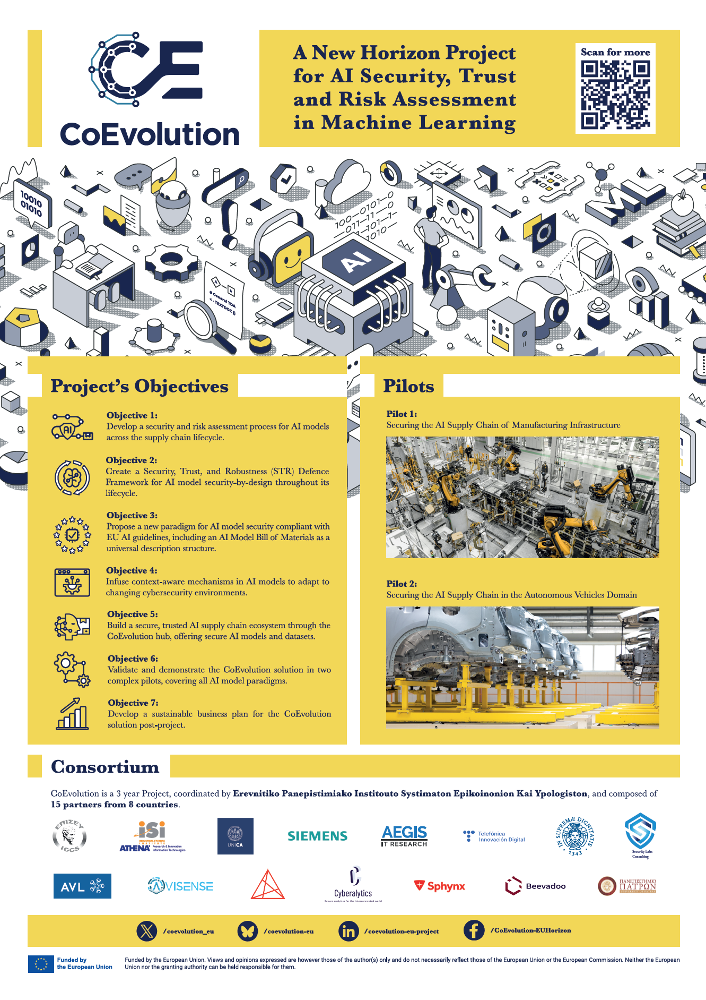 CoEvolution
A New Horizon Project
for AI Security, Trust
and Risk Assessment
in Machine Learning
Scan for more
10010
01010
100–0101–0
–011–11––0
11–101–1–
–1010–
ML
AI
A
b
# General TDA
< - TEXTDOC ()
Project's Objectives
AI
Objective 1:
Develop a security and risk assessment process for AI models
across the supply chain lifecycle.
Objective 2:
Create a Security, Trust, and Robustness (STR) Defence
Framework for AI model security-by-design throughout its
lifecycle.
Objective 3:
Propose a new paradigm for AI model security compliant with
EU AI guidelines, including an AI Model Bill of Materials as a
universal description structure.
Objective 4:
Infuse context-aware mechanisms in AI models to adapt to
changing cybersecurity environments.
Objective 5:
Build a secure, trusted AI supply chain ecosystem through the
CoEvolution hub, offering secure AI models and datasets.
Objective 6:
Validate and demonstrate the CoEvolution solution in two
complex pilots, covering all AI model paradigms.
Objective 7:
Develop a sustainable business plan for the CoEvolution
solution post-project.
Pilots
Pilot 1:
Securing the AI Supply Chain of Manufacturing Infrastructure
Pilot 2:
Securing the AI Supply Chain in the Autonomous Vehicles Domain
Consortium
CoEvolution is a 3 year Project, coordinated by Erevnitiko Panepistimiako Institouto Systimaton Epikoinonion Kai Ypologiston, and composed of
15 partners from 8 countries.
ΕΠΙΣΕΥ
ICCS
iSi
INDUSTRIAL SYSTEMS
INSTITUTE
ATHENA Research & Innovation
Information Technologies
UNICA
SIEMENS
AEGIS
IT RESEARCH
Telefónica
Innovación Digital
IN SUPREMÆ DIGNITATIS
· 1343 ·
Security Labs
Consulting
AVL
AVISENSE
Cyberalytics
Secure analytics for the interconnected world
Sphynx
Beevadoo
ΠΑΝΕΠΙΣΤΗΜΙΟ
ΠΑΤΡΩΝ
UNIVERSITY OF PATRAS
/coevolution_eu
/coevolution-eu
/coevolution-eu-project
/CoEvolution-EUHorizon
Funded by
the European Union
Funded by the European Union. Views and opinions expressed are however those of the author(s) only and do not necessarily reflect those of the European Union or the European Commission. Neither the European
Union nor the granting authority can be held responsible for them.